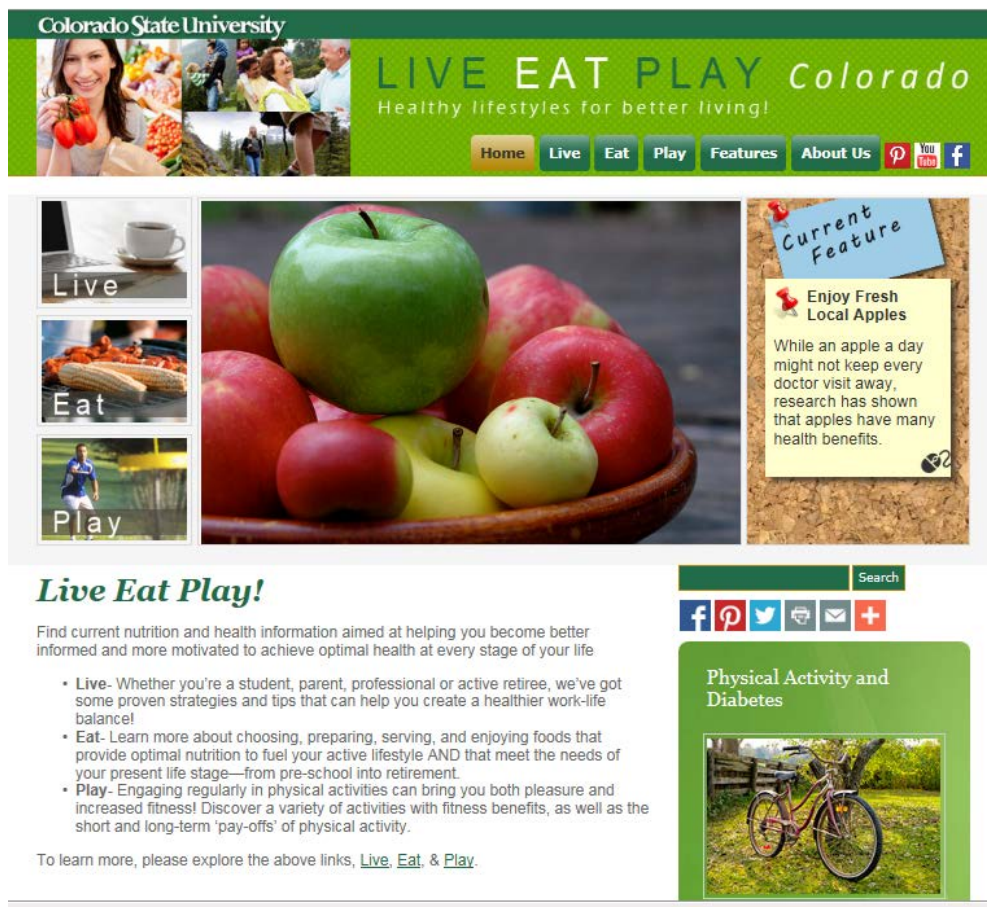 Colorado State University
LIVE EAT PLAY Colorado
Healthy lifestyles for better living!
Home Live Eat Play Features About Us You Tube
Live
Eat
Play
Current
Feature
Enjoy Fresh
Local Apples
While an apple a day
might not keep every
doctor visit away,
research has shown
that apples have many
health benefits.
Live Eat Play!
Find current nutrition and health information aimed at helping you become better
informed and more motivated to achieve optimal health at every stage of your life
• Live- Whether you’re a student, parent, professional or active retiree, we’ve got
some proven strategies and tips that can help you create a healthier work-life
balance!
• Eat- Learn more about choosing, preparing, serving, and enjoying foods that
provide optimal nutrition to fuel your active lifestyle AND that meet the needs of
your present life stage—from pre-school into retirement.
• Play- Engaging regularly in physical activities can bring you both pleasure and
increased fitness! Discover a variety of activities with fitness benefits, as well as the
short and long-term ‘pay-offs’ of physical activity.
To learn more, please explore the above links, Live, Eat, & Play.
Search
Physical Activity and
Diabetes